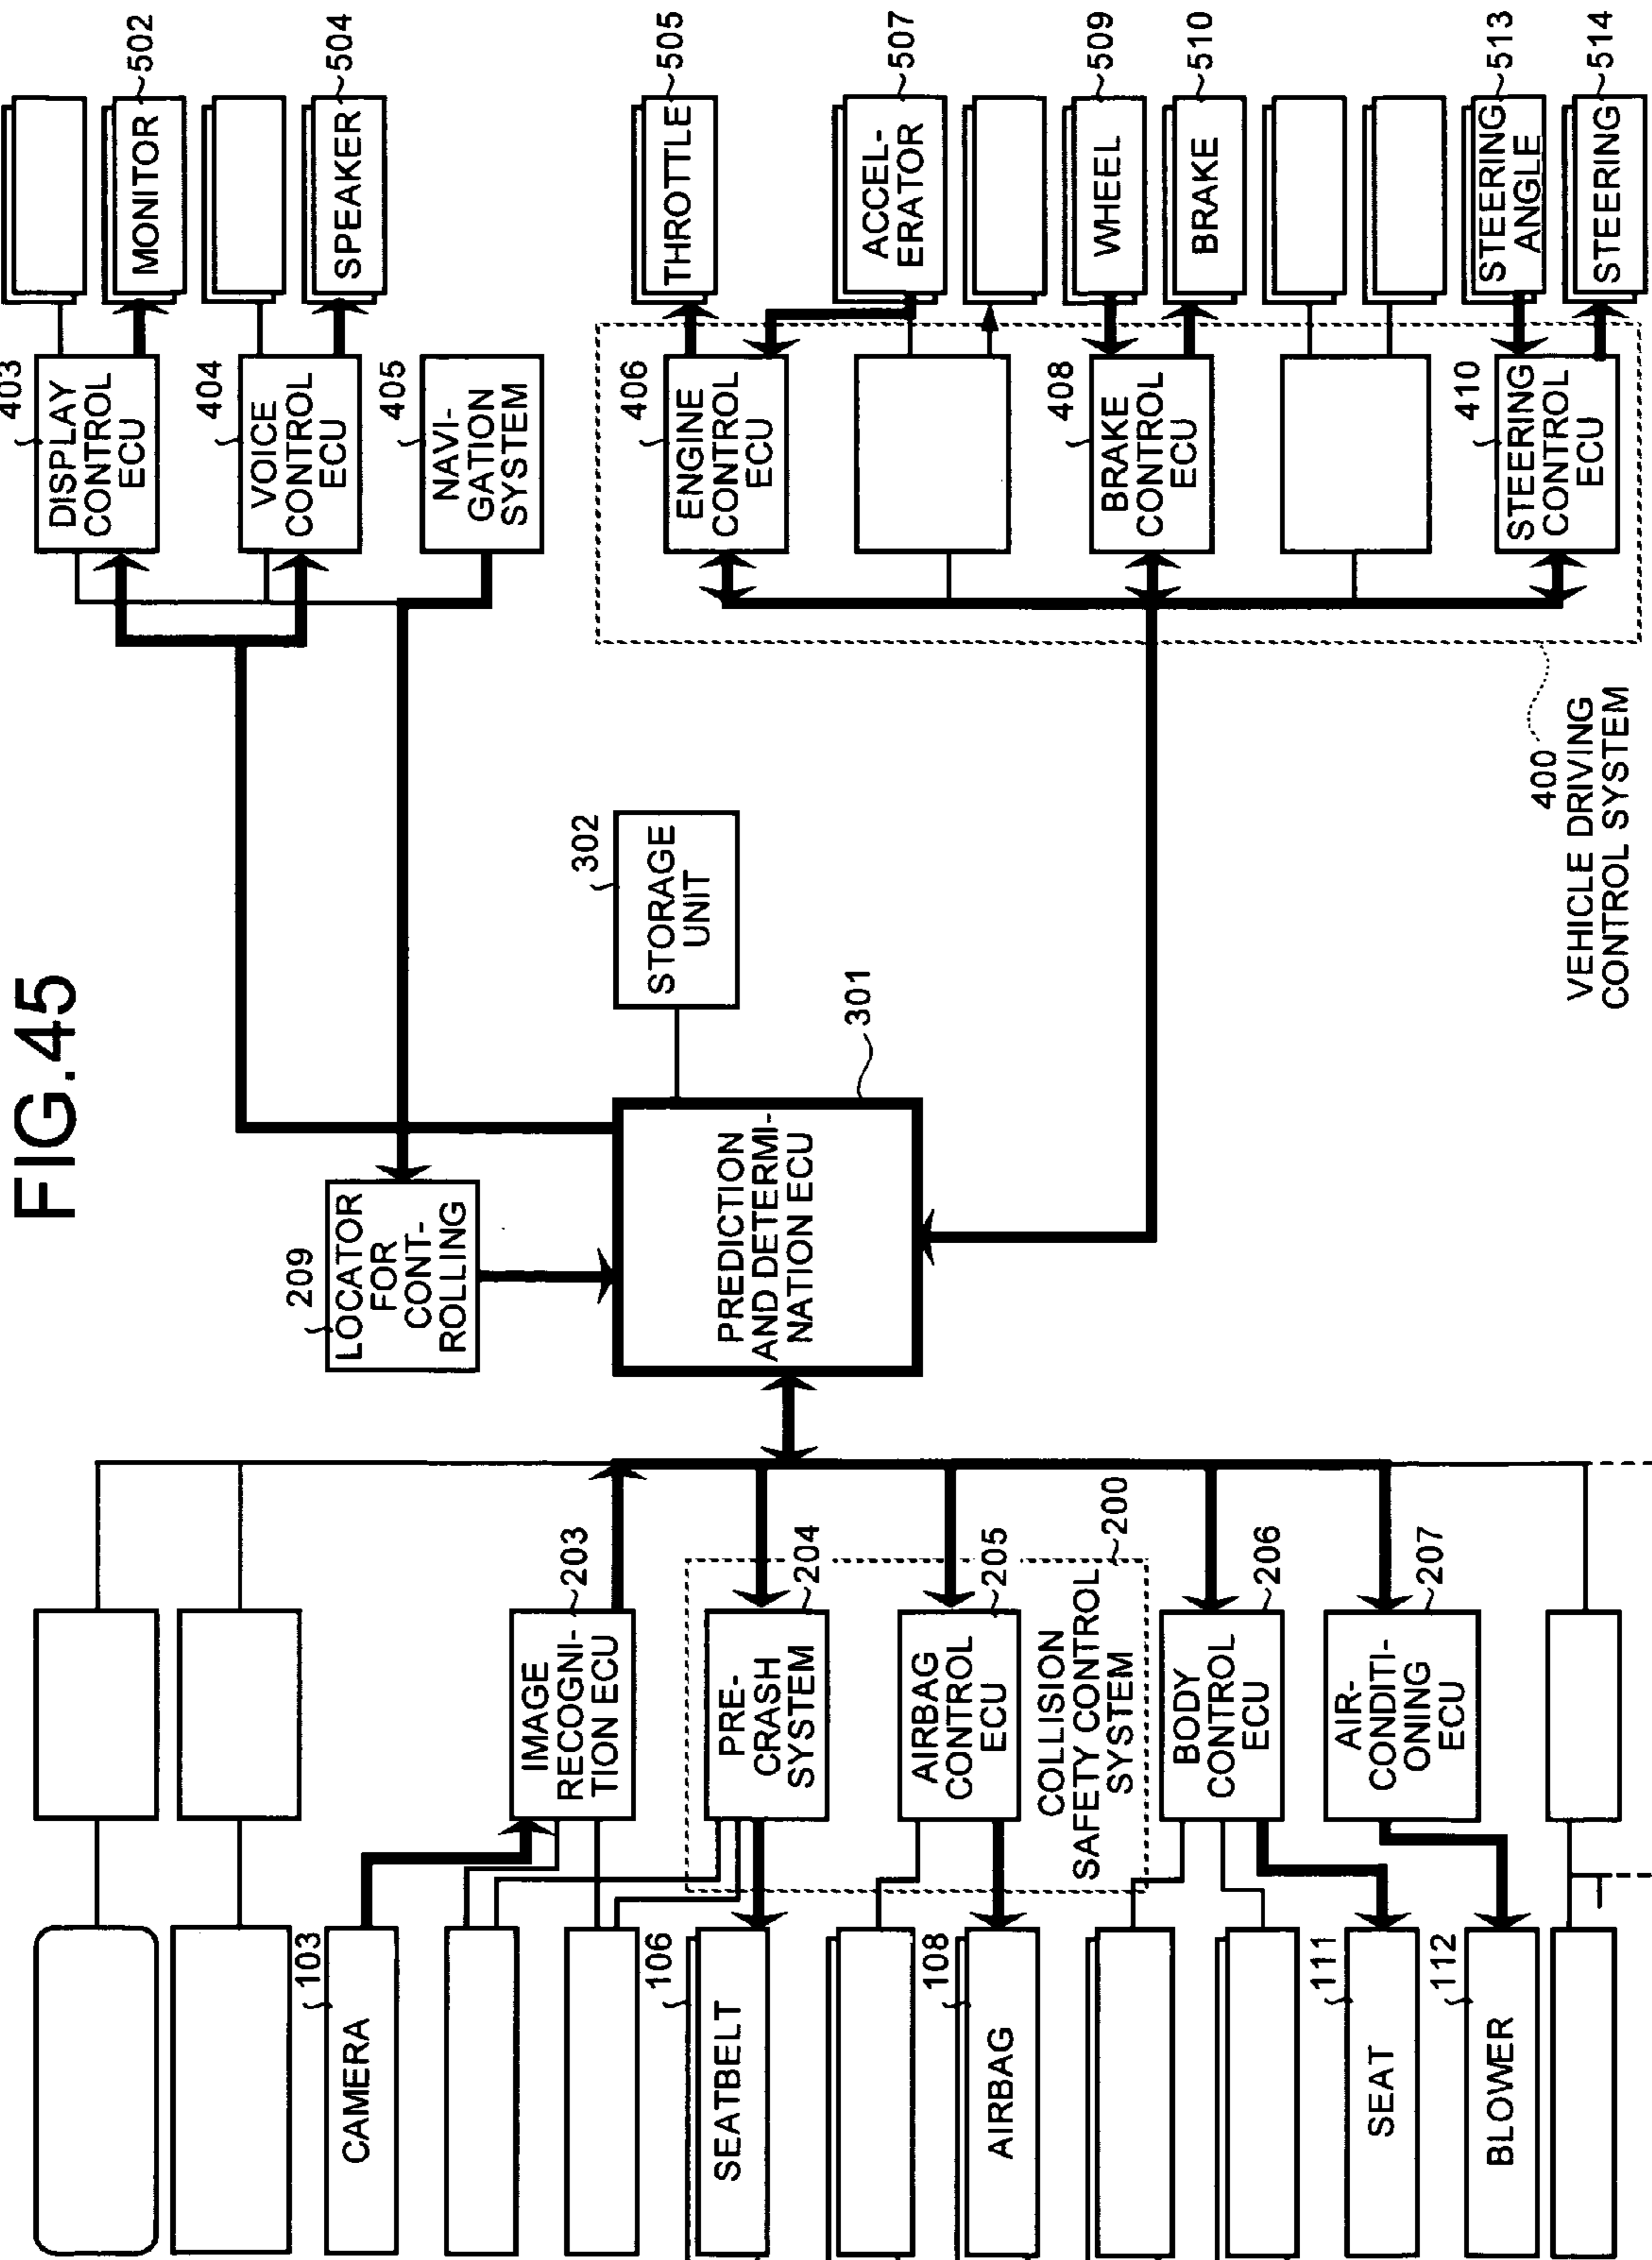 FIG.45
103
CAMERA
106
SEATBELT
108
AIRBAG
111
SEAT
112
BLOWER
203
IMAGE
RECOGNI-
TION ECU
204
PRE-
CRASH
SYSTEM
205
AIRBAG
CONTROL
ECU
COLLISION
SAFETY CONTROL
SYSTEM
200
206
BODY
CONTROL
ECU
207
AIR-
CONDITI-
ONING
ECU
209
LOCATOR
FOR
CONT-
ROLLING
PREDICTION
AND DETERMI-
NATION ECU
301
302
STORAGE
UNIT
403
DISPLAY
CONTROL
ECU
404
VOICE
CONTROL
ECU
405
NAVI-
GATION
SYSTEM
406
ENGINE
CONTROL
ECU
408
BRAKE
CONTROL
ECU
410
STEERING
CONTROL
ECU
400
VEHICLE DRIVING
CONTROL SYSTEM
MONITOR
502
SPEAKER
504
THROTTLE
505
ACCEL-
ERATOR
507
WHEEL
509
BRAKE
510
STEERING
ANGLE
513
STEERING
514